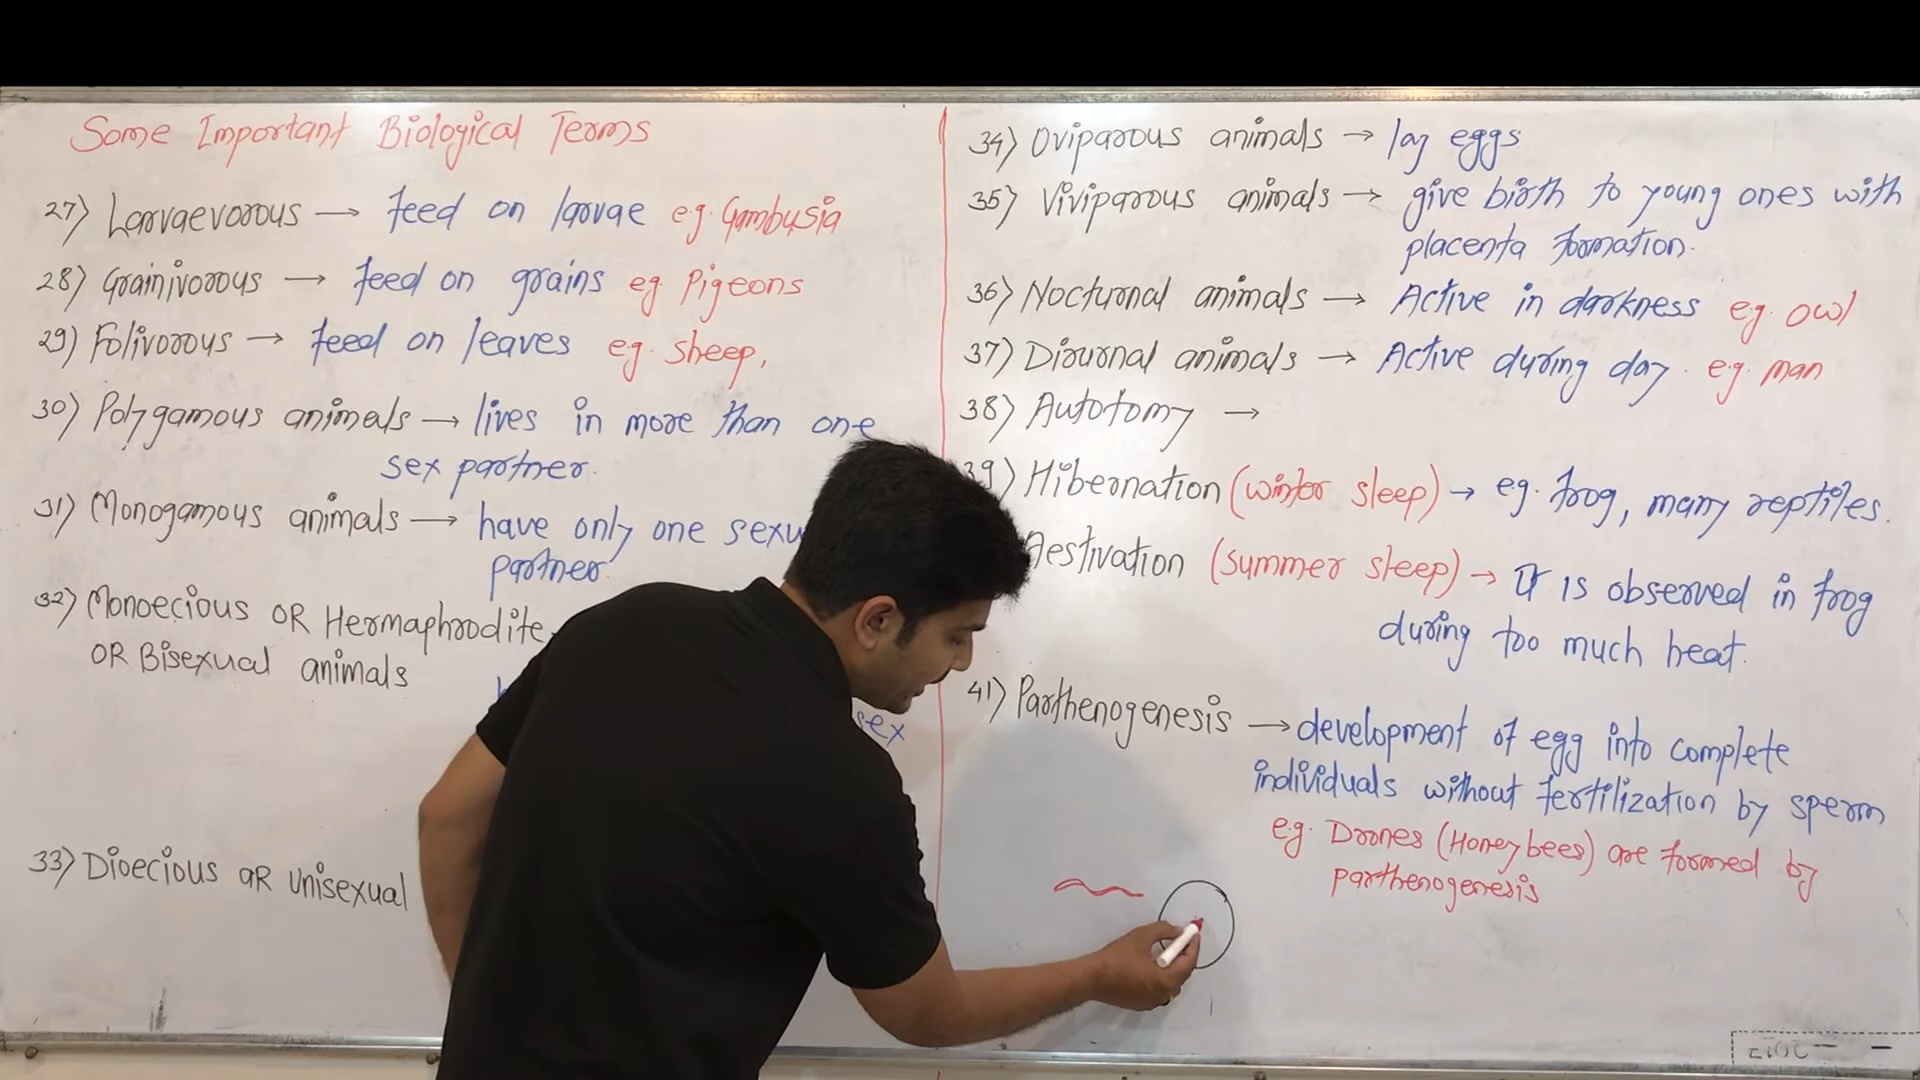 Some Important Biological Terms
27) Larvaevorous → feed on larvae eg. Gambusia
28) Grainivorous → feed on grains eg. Pigeons
29) Folivorous → feed on leaves eg. sheep,
30) Polygamous animals → lives in more than one
sex partner.
31) Monogamous animals → have only one
partner.
32) Monoecious OR Hermaphrodite
OR Bisexual animals
sex
33) Dioecious OR Unisexual
34) Oviparous animals → lay eggs
35) Viviparous animals → give birth to young ones with
placenta formation.
36) Nocturnal animals → Active in darkness e.g. owl
37) Diurnal animals → Active during day. e.g. man
38) Autotomy →
39) Hibernation (winter sleep) → e.g. frog, many reptiles.
Aestivation (summer sleep) → It is observed in frog
during too much heat.
41) Parthenogenesis → development of egg into complete
individuals without fertilization by sperm
e.g. Drones (Honey bees) are formed by
parthenogenesis